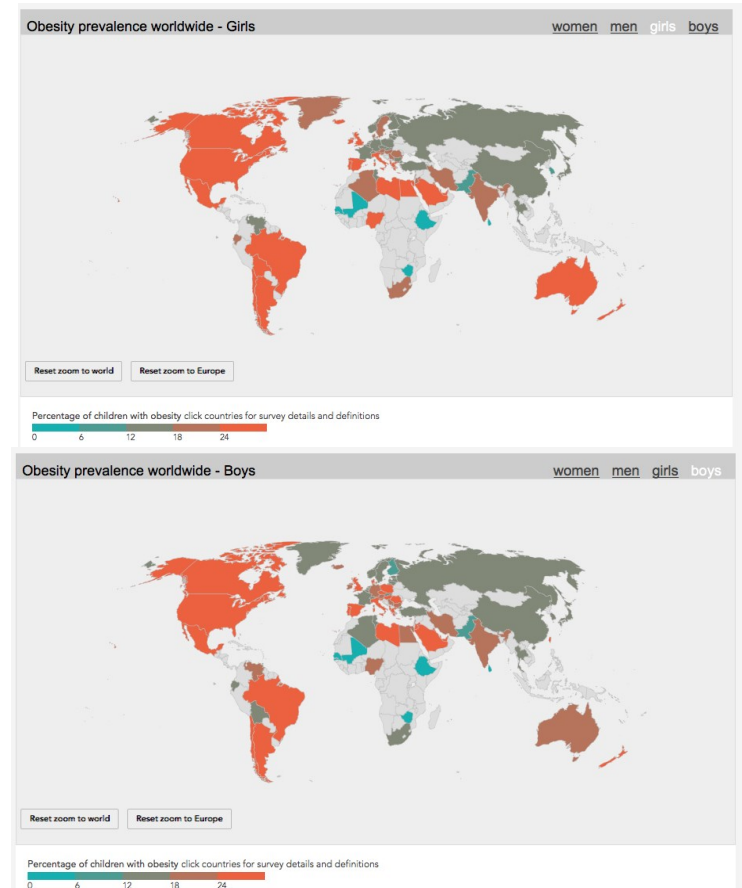 Obesity prevalence worldwide - Girls
women men girls boys
Reset zoom to world Reset zoom to Europe
Percentage of children with obesity click countries for survey details and definitions
0 6 12 18 24
Obesity prevalence worldwide - Boys
women men girls boys
Reset zoom to world Reset zoom to Europe
Percentage of children with obesity click countries for survey details and definitions
0 6 12 18 24